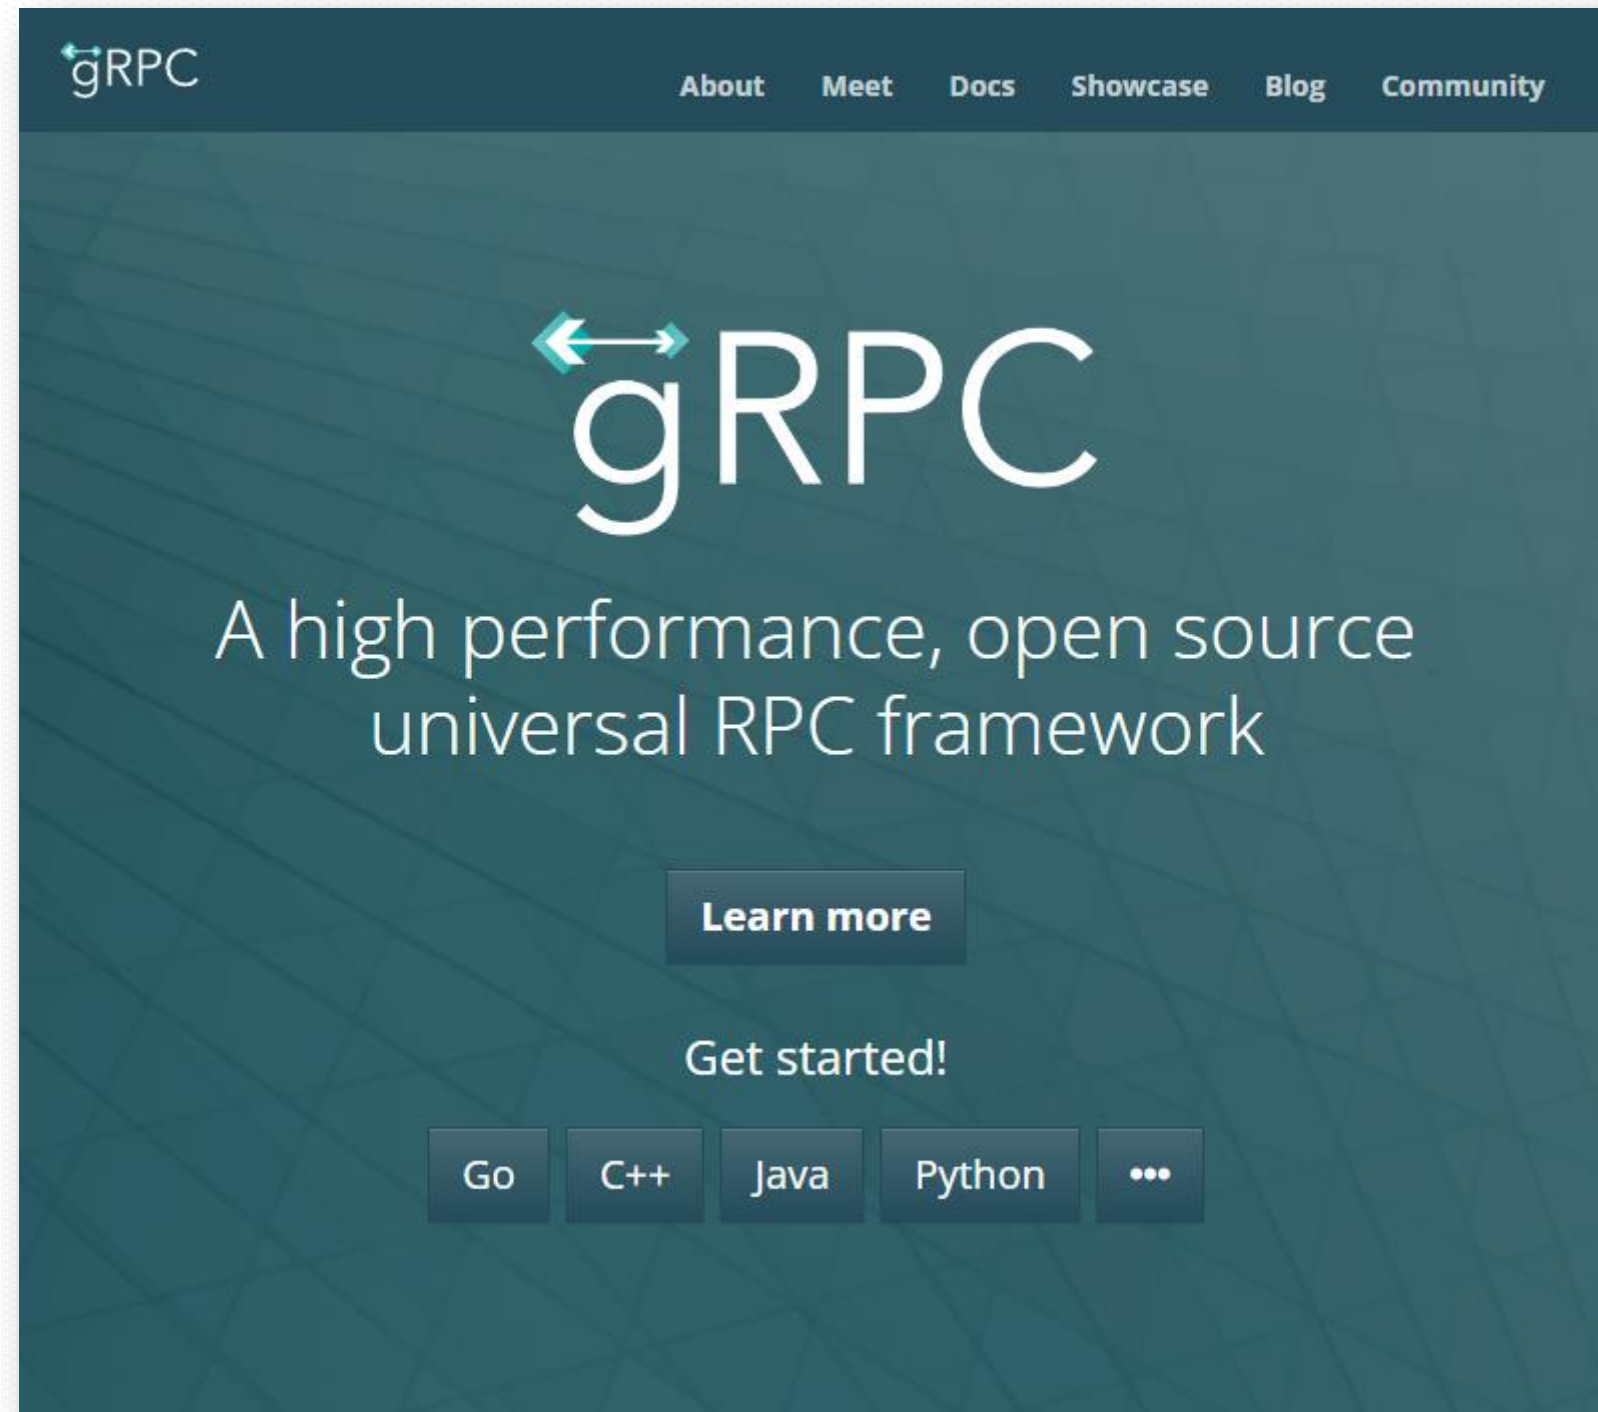 gRPC
About Meet Docs Showcase Blog Community
gRPC
A high performance, open source
universal RPC framework
Learn more
Get started!
Go C++ Java Python •••